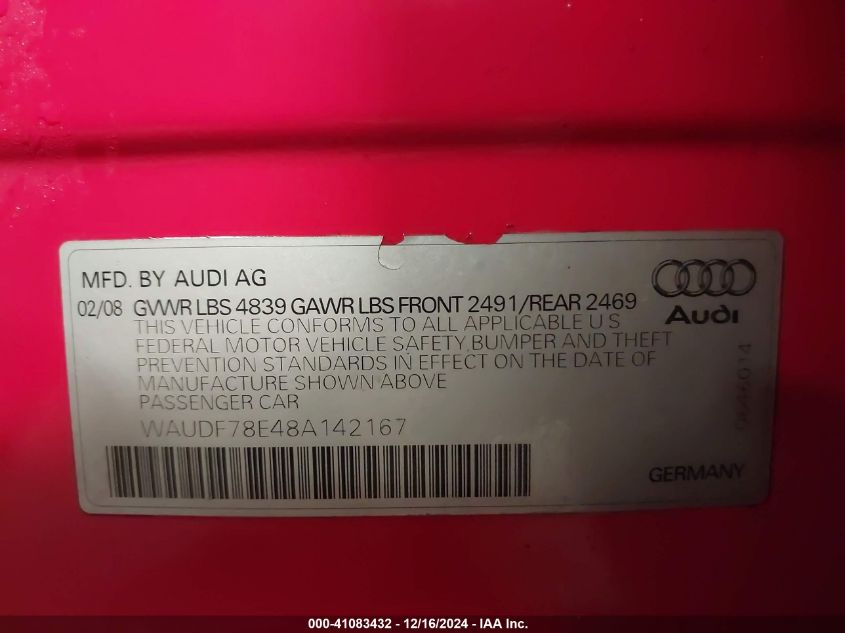 MFD. BY AUDI AG
02/08 GVWR LBS 4839 GAWR LBS FRONT 2491/REAR 2469
THIS VEHICLE CONFORMS TO ALL APPLICABLE U S
FEDERAL MOTOR VEHICLE SAFETY, BUMPER AND THEFT
PREVENTION STANDARDS IN EFFECT ON THE DATE OF
MANUFACTURE SHOWN ABOVE
PASSENGER CAR
WAUDF78E48A142167
Audi
GERMANY
000-41083432 - 12/16/2024 - IAA Inc.